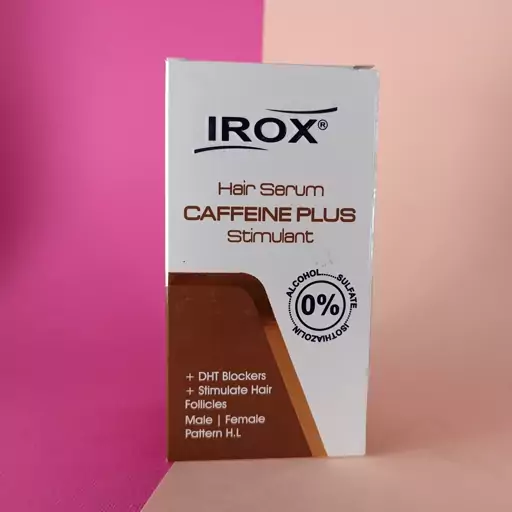 IROX®
Hair Serum
CAFFEINE PLUS
Stimulant
ALCOHOL
SULFATE
ISOTHIAZOLIN
0%
+ DHT Blockers
+ Stimulate Hair
Follicles
Male | Female
Pattern H.L